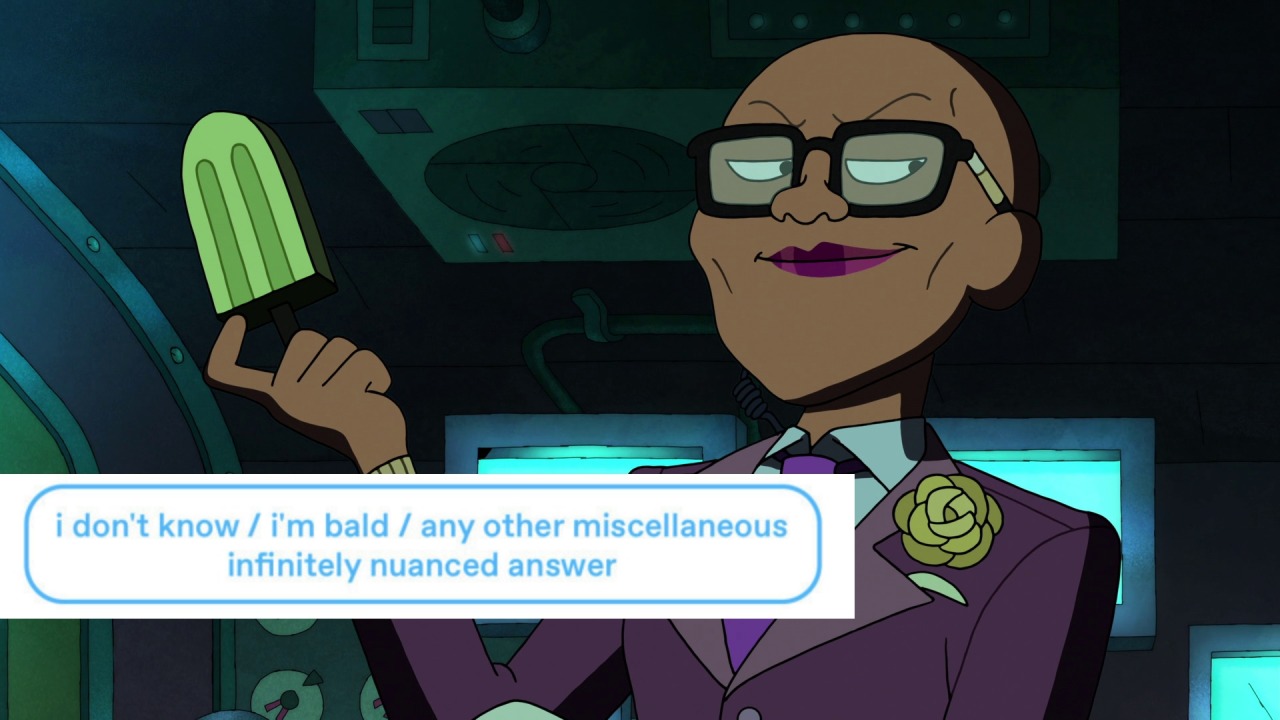 i don't know / i'm bald / any other miscellaneous
infinitely nuanced answer